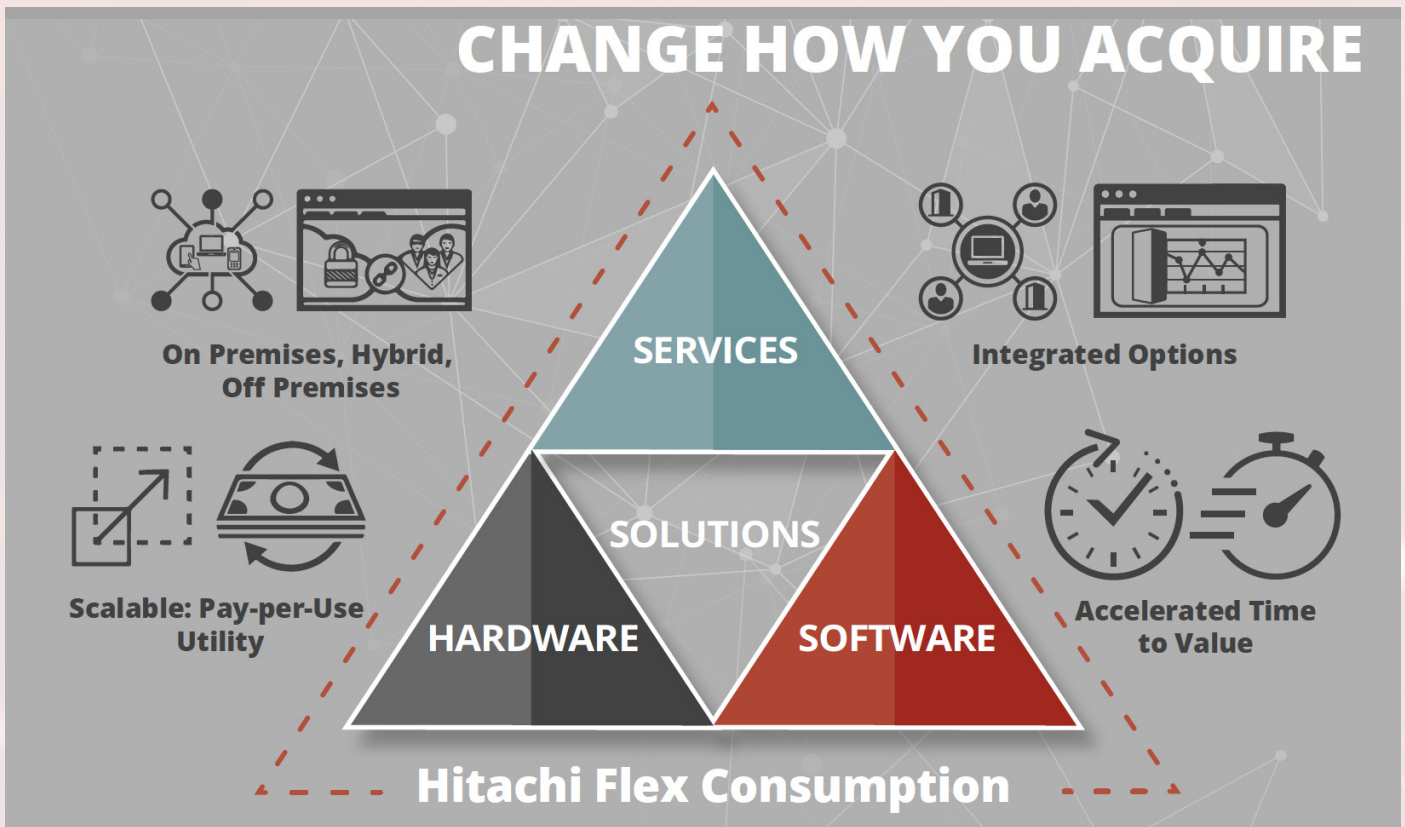 CHANGE HOW YOU ACQUIRE
On Premises, Hybrid,
Off Premises
Integrated Options
SERVICES
SOLUTIONS
Scalable: Pay-per-Use
Utility
HARDWARE
SOFTWARE
Accelerated Time
to Value
Hitachi Flex Consumption